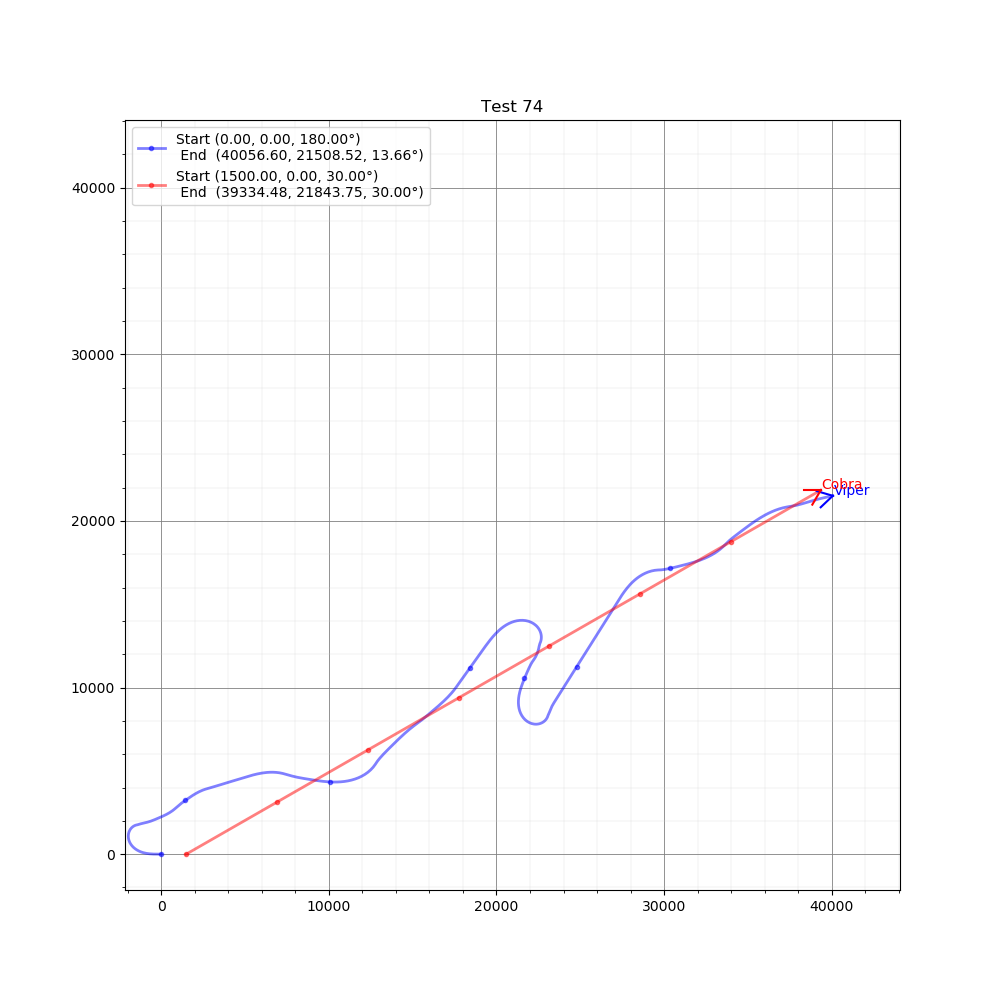 Test 74
Start (0.00, 0.00, 180.00°)
End (40056.60, 21508.52, 13.66°)
Start (1500.00, 0.00, 30.00°)
End (39334.48, 21843.75, 30.00°)
40000
30000
20000
10000
0
Cobra
Viper
0
10000
20000
30000
40000